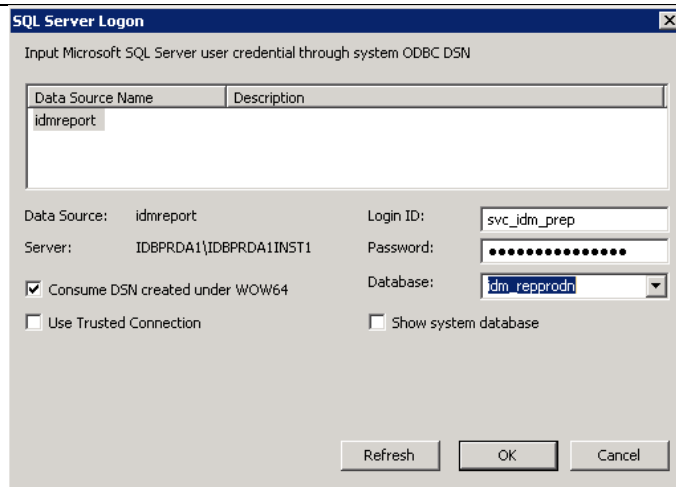 SQL Server Logon
Input Microsoft SQL Server user credential through system ODBC DSN
Data Source Name Description
idmreport
Data Source: idmreport
Server: IDBPRDA1\IDBPRDA1INST1
Consume DSN created under WOW64
Use Trusted Connection
Login ID: svc_idm_prep
Password: ●●●●●●●●●●●●●●●
Database: idm_repprodn
Show system database
Refresh OK Cancel